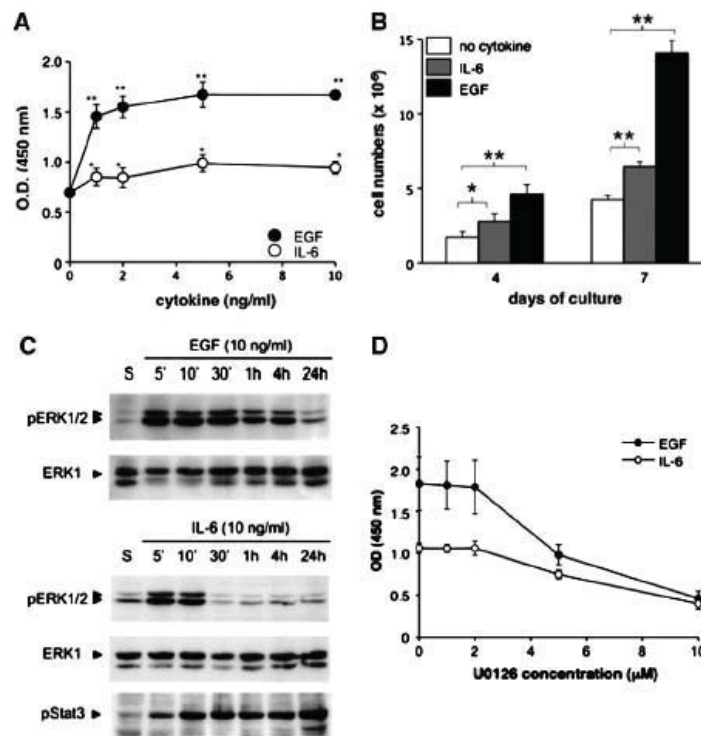 A
2.0
1.5
1.0
0.5
O.D. (450 nm)
** ** ** **
* * * *
EGF
IL-6
0 2 4 6 8 10
cytokine (ng/ml)
B
15
10
5
0
cell numbers (x 10⁻⁶)
no cytokine
IL-6
EGF
* **
** **
4 7
days of culture
C
EGF (10 ng/ml)
S 5' 10' 30' 1h 4h 24h
pERK1/2
ERK1
IL-6 (10 ng/ml)
S 5' 10' 30' 1h 4h 24h
pERK1/2
ERK1
pStat3
D
2.5
2.0
1.5
1.0
0.5
0
OD (450 nm)
EGF
IL-6
0 2 4 6 8 10
U0126 concentration (µM)